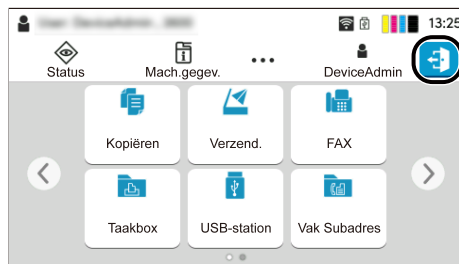 13:25
Status
Mach.gegev.
DeviceAdmin
Kopiëren
Verzend.
FAX
Taakbox
USB-station
Vak Subadres